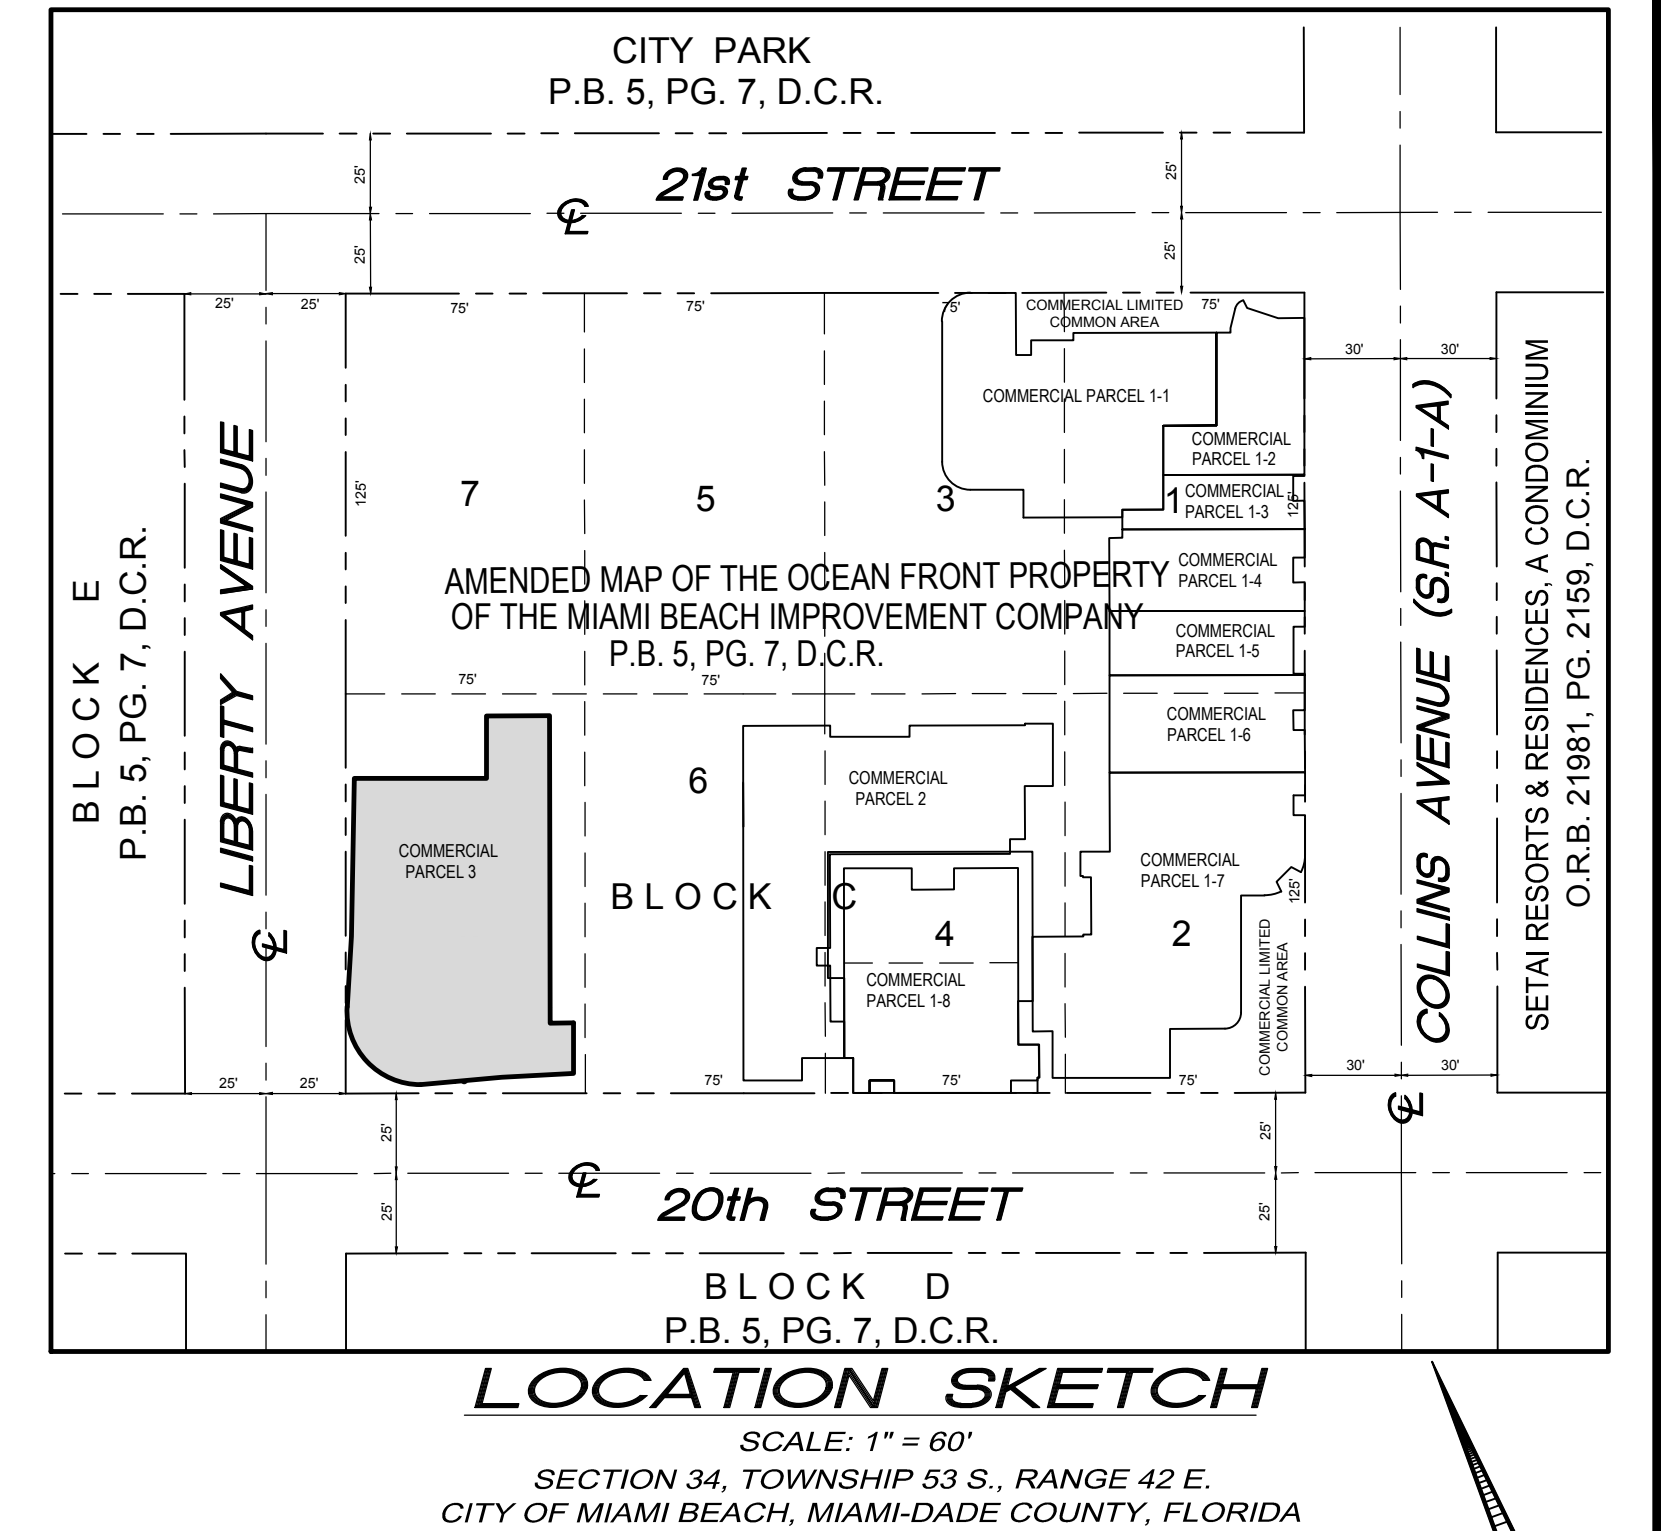 CITY PARK
P.B. 5, PG. 7, D.C.R.
25'
21st STREET
25'
℄
25'
25'
25'
25'
75'
75'
75'
COMMERCIAL LIMITED
COMMON AREA
75'
30'
30'
COMMERCIAL PARCEL 1-1
COMMERCIAL
PARCEL 1-2
7
5
3
1
COMMERCIAL
PARCEL 1-3
125'
125'
AMENDED MAP OF THE OCEAN FRONT PROPERTY
OF THE MIAMI BEACH IMPROVEMENT COMPANY
P.B. 5, PG. 7, D.C.R.
COMMERCIAL
PARCEL 1-4
COMMERCIAL
PARCEL 1-5
75'
75'
COMMERCIAL
PARCEL 1-6
BLOCK E
P.B. 5, PG. 7, D.C.R.
LIBERTY AVENUE
℄
COLLINS AVENUE (S.R. A-1-A)
℄
SETAI RESORTS & RESIDENCES, A CONDOMINIUM
O.R.B. 21981, PG. 2159, D.C.R.
6
COMMERCIAL
PARCEL 2
COMMERCIAL
PARCEL 3
BLOCK C
COMMERCIAL
PARCEL 1-7
125'
4
2
COMMERCIAL
PARCEL 1-8
COMMERCIAL LIMITED
COMMON AREA
25'
25'
75'
75'
75'
30'
30'
25'
25'
℄
20th STREET
25'
25'
BLOCK D
P.B. 5, PG. 7, D.C.R.
LOCATION SKETCH
SCALE: 1" = 60'
SECTION 34, TOWNSHIP 53 S., RANGE 42 E.
CITY OF MIAMI BEACH, MIAMI-DADE COUNTY, FLORIDA